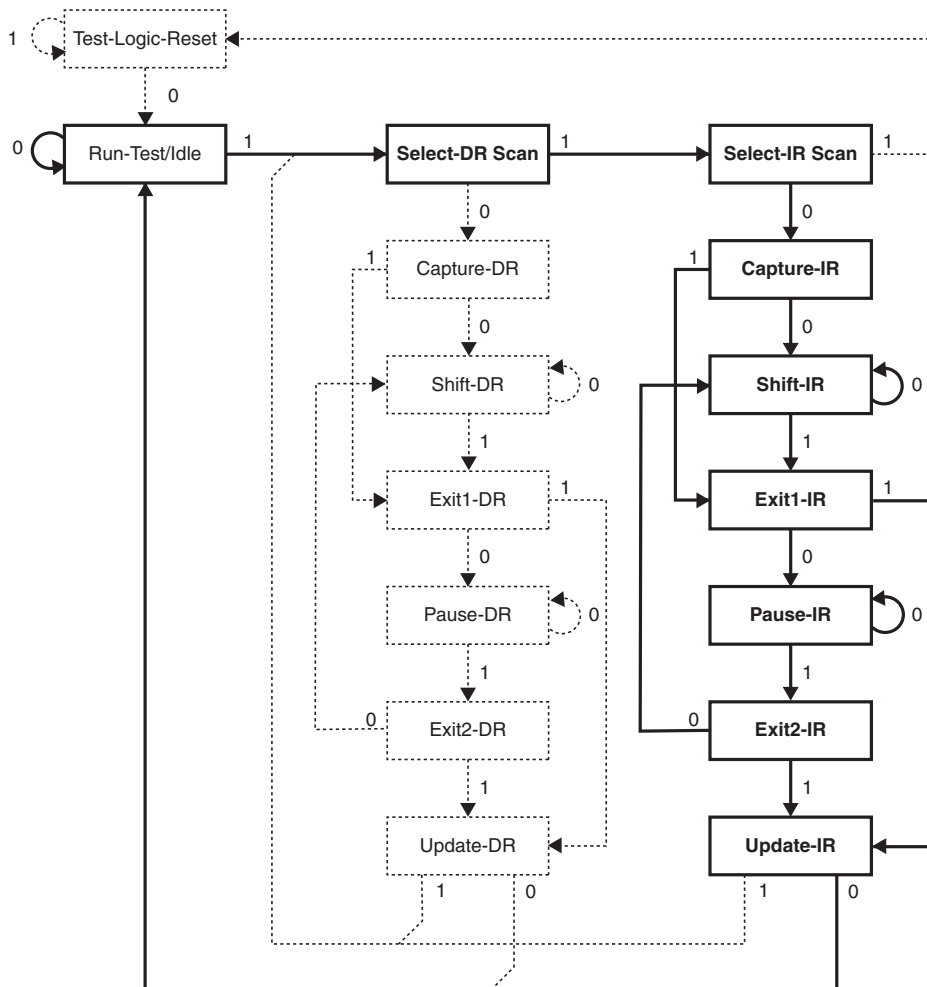 1 Test-Logic-Reset
0
0 Run-Test/Idle 1 Select-DR Scan 1 Select-IR Scan 1
0 0
1 Capture-DR 1 Capture-IR
0 0
Shift-DR 0 Shift-IR 0
1 1
Exit1-DR 1 Exit1-IR 1
0 0
Pause-DR 0 Pause-IR 0
1 1
0 Exit2-DR 0 Exit2-IR
1 1
Update-DR Update-IR
1 0 1 0